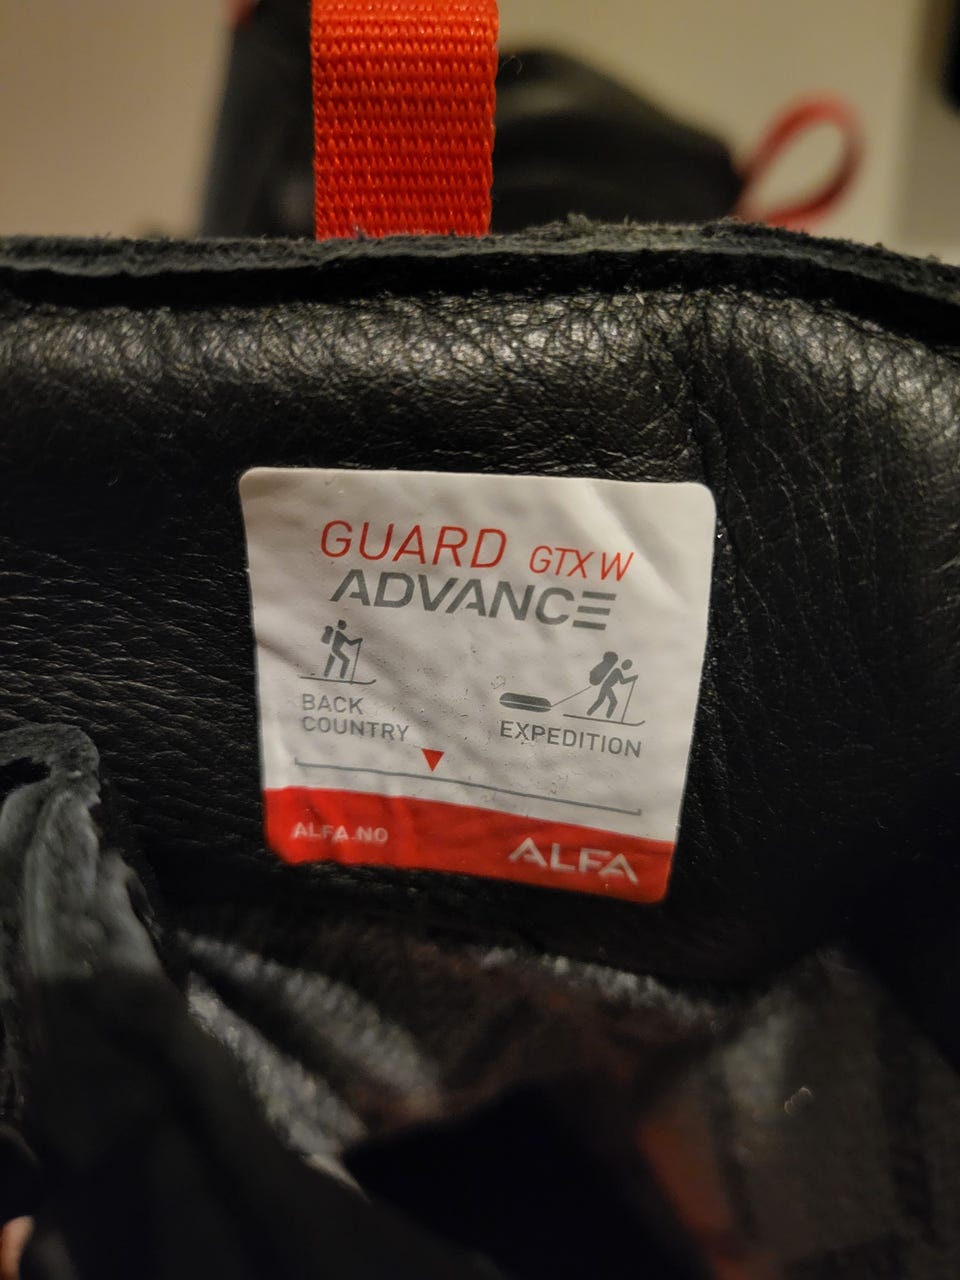 GUARD GTX W
ADVANCE
BACK
COUNTRY
EXPEDITION
ALFA.NO
ALFA